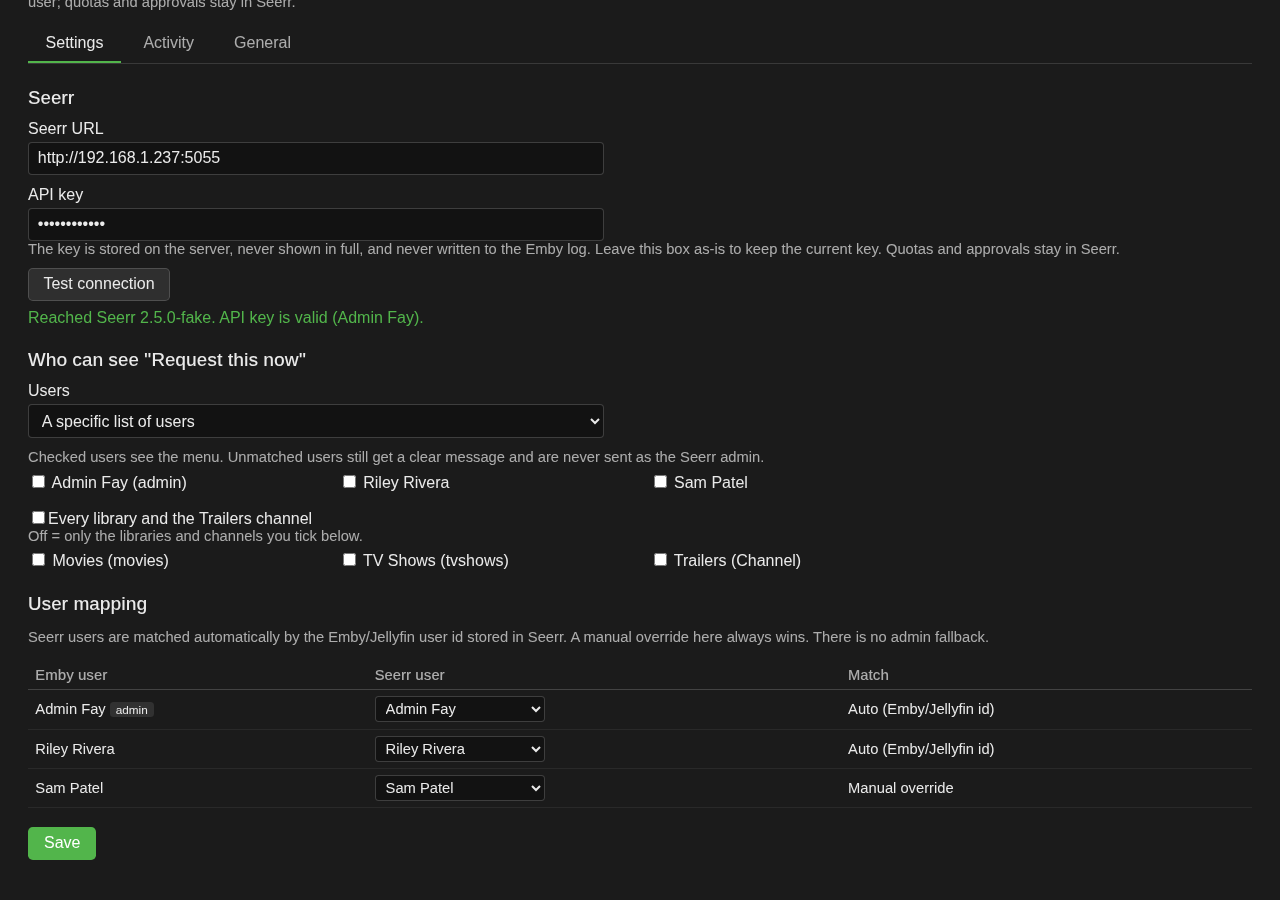 user; quotas and approvals stay in Seerr.
Settings Activity General
Seerr
Seerr URL
http://192.168.1.237:5055
API key
••••••••••••
The key is stored on the server, never shown in full, and never written to the Emby log. Leave this box as-is to keep the current key. Quotas and approvals stay in Seerr.
Test connection
Reached Seerr 2.5.0-fake. API key is valid (Admin Fay).
Who can see "Request this now"
Users
A specific list of users
Checked users see the menu. Unmatched users still get a clear message and are never sent as the Seerr admin.
Admin Fay (admin) Riley Rivera Sam Patel
Every library and the Trailers channel
Off = only the libraries and channels you tick below.
Movies (movies) TV Shows (tvshows) Trailers (Channel)
User mapping
Seerr users are matched automatically by the Emby/Jellyfin user id stored in Seerr. A manual override here always wins. There is no admin fallback.
Emby user Seerr user Match
Admin Fay admin Admin Fay Auto (Emby/Jellyfin id)
Riley Rivera Riley Rivera Auto (Emby/Jellyfin id)
Sam Patel Sam Patel Manual override
Save